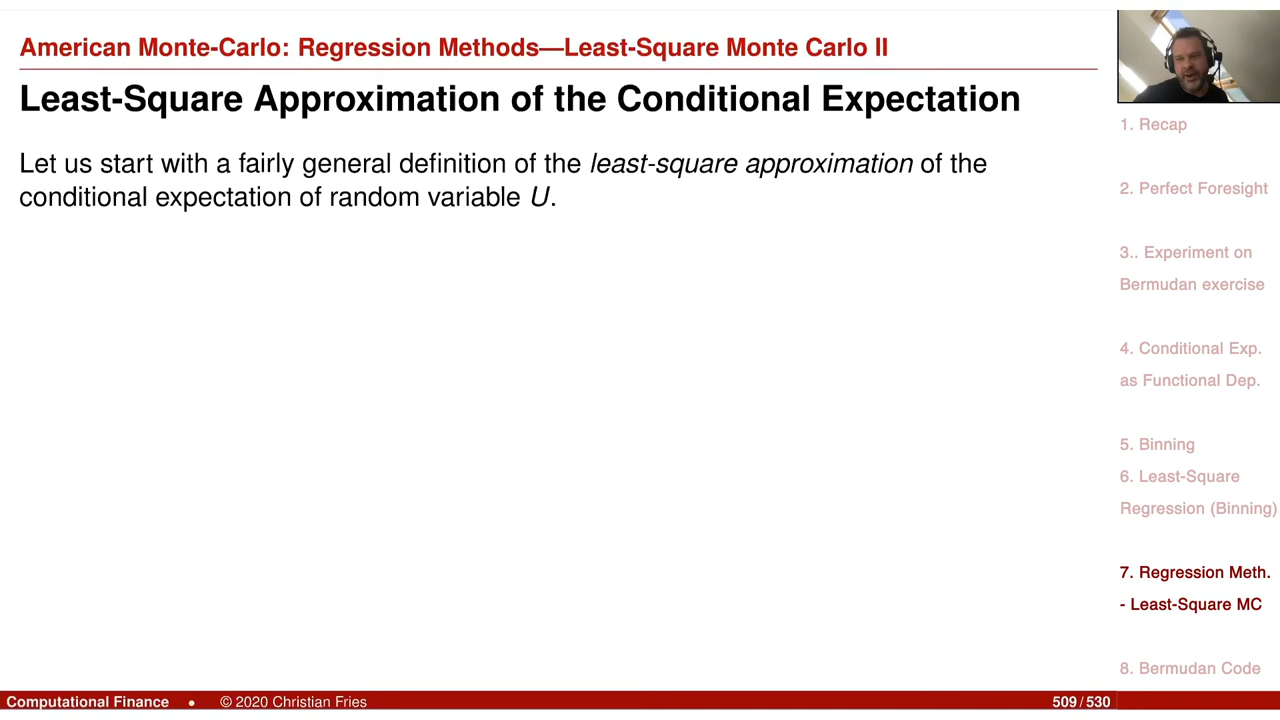 American Monte-Carlo: Regression Methods—Least-Square Monte Carlo II
Least-Square Approximation of the Conditional Expectation
Let us start with a fairly general definition of the least-square approximation of the
conditional expectation of random variable U.
1. Recap
2. Perfect Foresight
3.. Experiment on
Bermudan exercise
4. Conditional Exp.
as Functional Dep.
5. Binning
6. Least-Square
Regression (Binning)
7. Regression Meth.
- Least-Square MC
8. Bermudan Code
Computational Finance • © 2020 Christian Fries 509 / 530